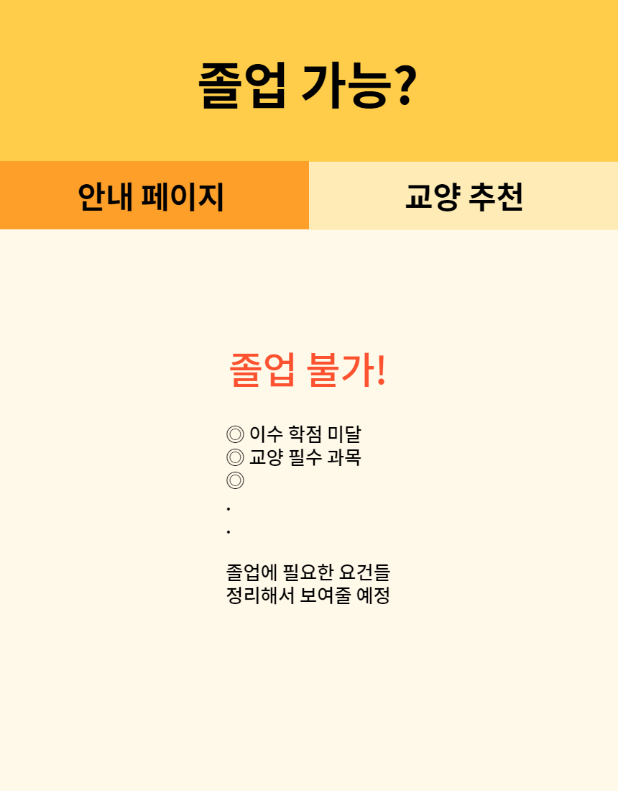 졸업 가능?
안내 페이지
교양 추천
졸업 불가!
◎ 이수 학점 미달
◎ 교양 필수 과목
◎
.
.
졸업에 필요한 요건들
정리해서 보여줄 예정